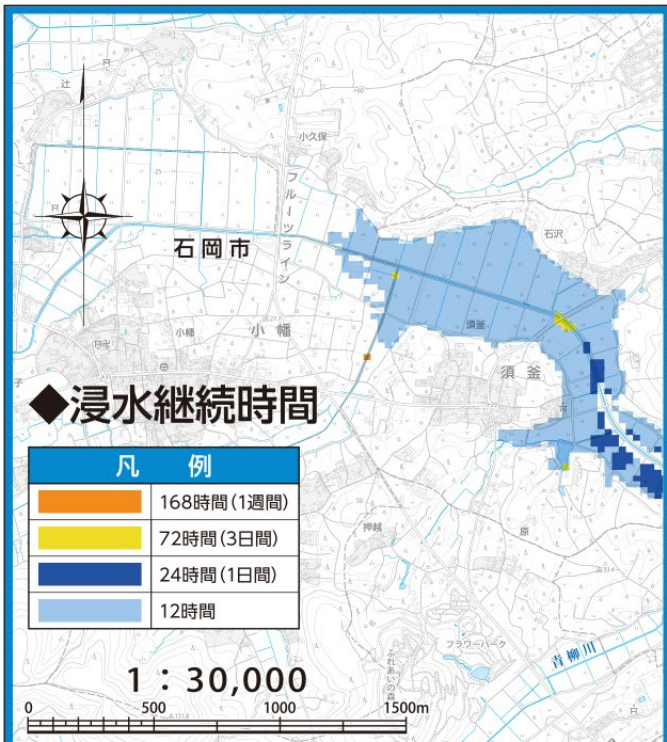 辻
小久保
フルーツライン
石岡市
石沢
小幡
小幡
須釜
須釜
◆浸水継続時間
凡 例
168時間(1週間)
72時間(3日間)
24時間(1日間)
12時間
押越
原
フラワーパーク
ふれあいの森
青柳川
1:30,000
0 500 1000 1500m